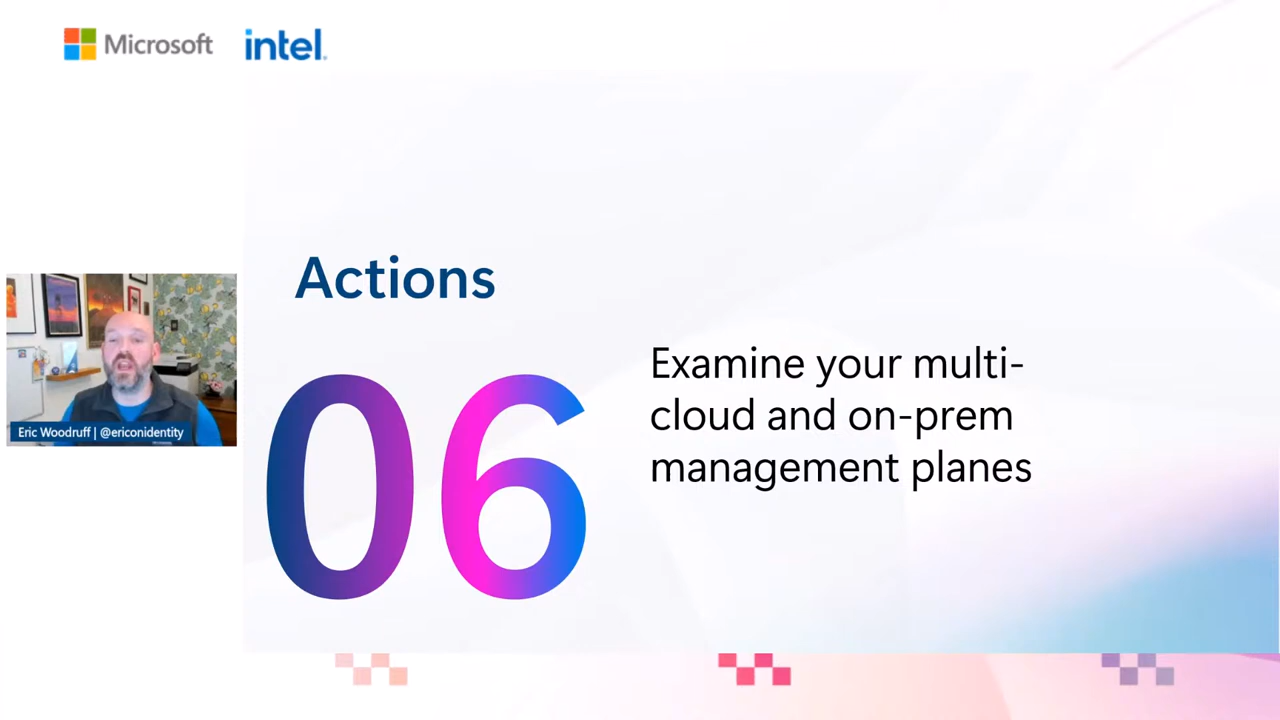 Microsoft
intel.
Actions
06
Examine your multi-
cloud and on-prem
management planes
Eric Woodruff | @ericonidentity